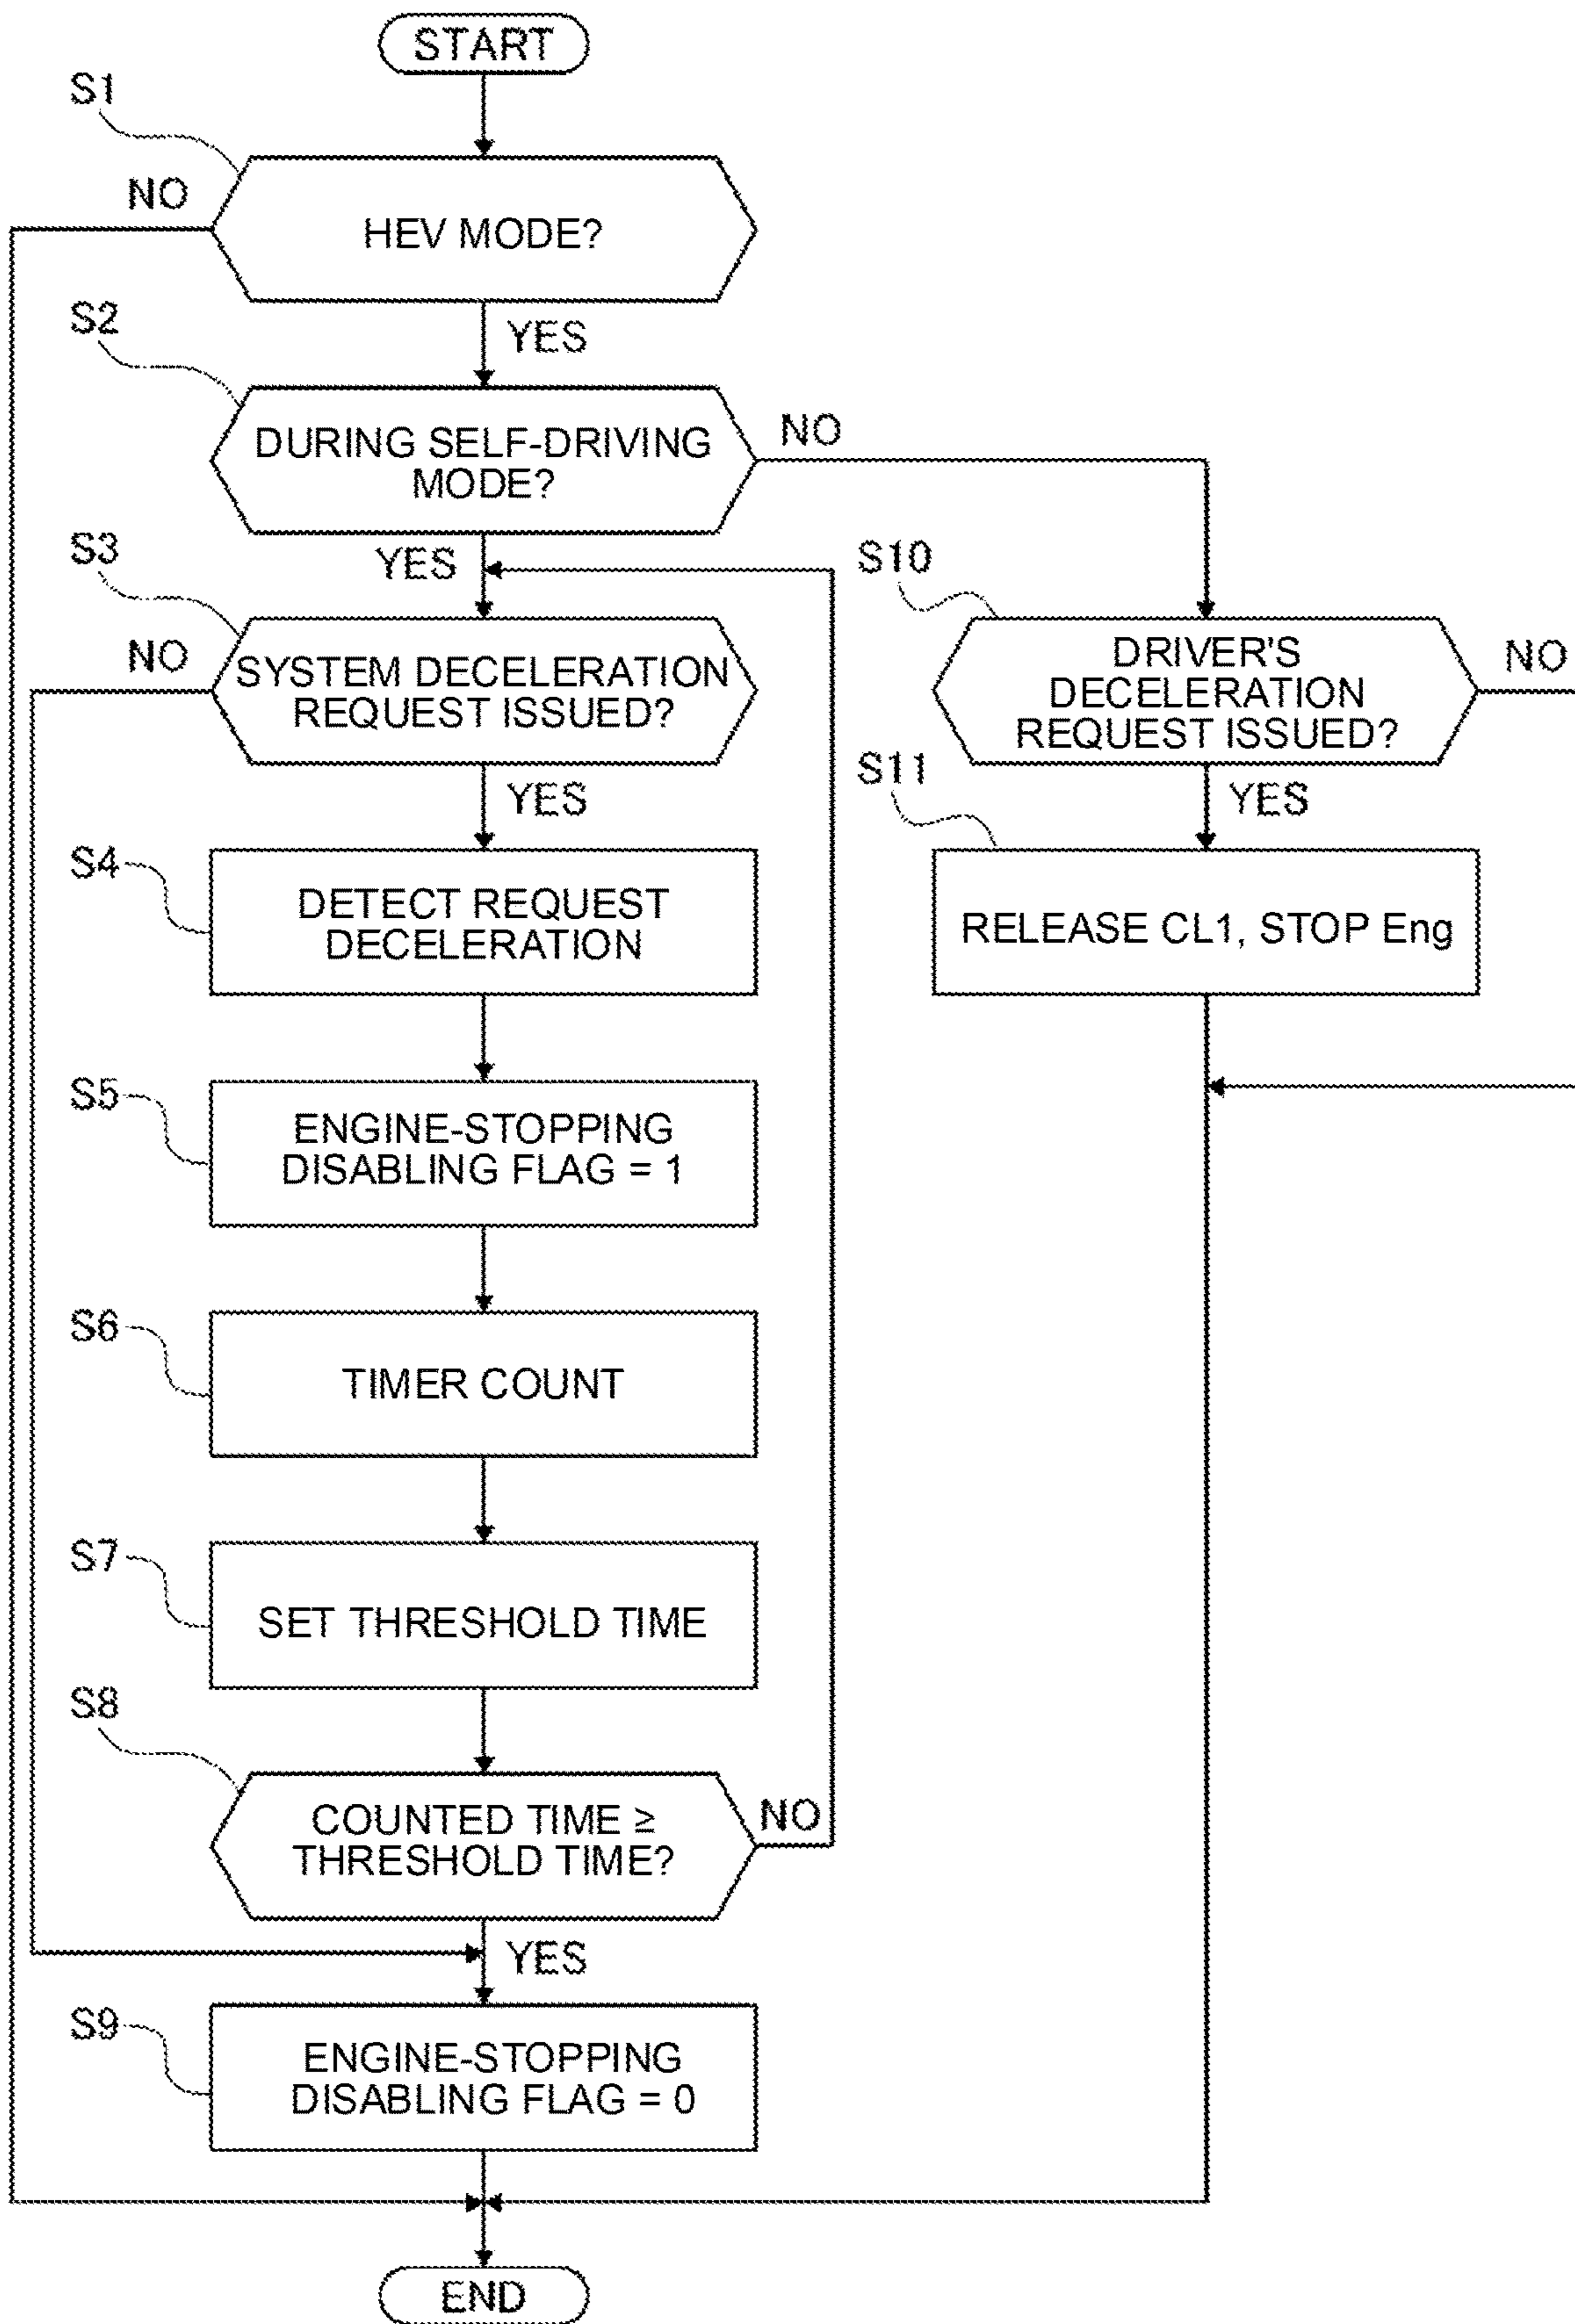 START
S1
NO
HEV MODE?
S2
YES
DURING SELF-DRIVING
MODE?
NO
S3
YES
S10
NO
SYSTEM DECELERATION
REQUEST ISSUED?
DRIVER'S
DECELERATION
REQUEST ISSUED?
NO
YES
S11
YES
S4
DETECT REQUEST
DECELERATION
RELEASE CL1, STOP Eng
S5
ENGINE-STOPPING
DISABLING FLAG = 1
S6
TIMER COUNT
S7
SET THRESHOLD TIME
S8
COUNTED TIME ≥
THRESHOLD TIME?
NO
YES
S9
ENGINE-STOPPING
DISABLING FLAG = 0
END